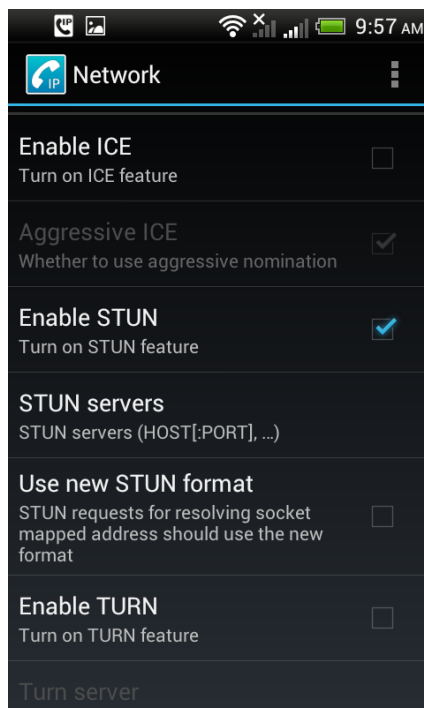 9:57 AM
IP
Network
Enable ICE
Turn on ICE feature
Aggressive ICE
Whether to use aggressive nomination
Enable STUN
Turn on STUN feature
STUN servers
STUN servers (HOST[:PORT], ...)
Use new STUN format
STUN requests for resolving socket
mapped address should use the new
format
Enable TURN
Turn on TURN feature
Turn server